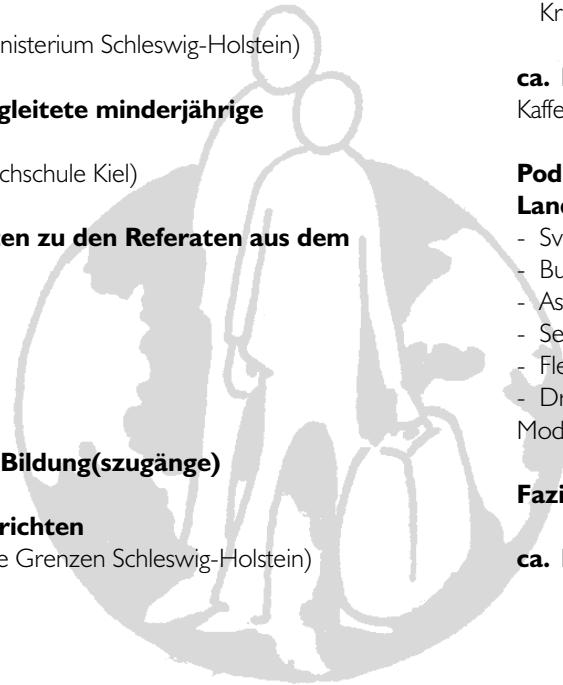 nisterium Schleswig-Holstein)
gleitete minderjährige
chschule Kiel)
ten zu den Referaten aus dem
Bildung(szugänge)
richten
e Grenzen Schleswig-Holstein)
Kr
ca.
Kaffe
Pod
Land
- Sv
- Bu
- As
- Se
- Fle
- Dr
Mod
Fazi
ca.